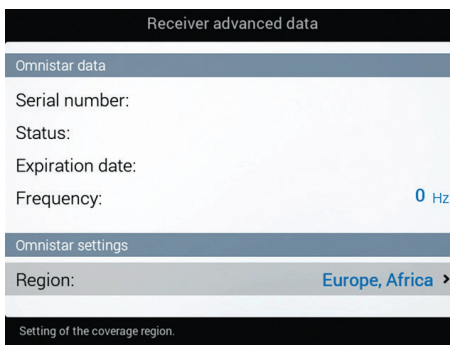 Receiver advanced data
Omnistar data
Serial number:
Status:
Expiration date:
Frequency: 0 Hz
Omnistar settings
Region: Europe, Africa >
Setting of the coverage region.